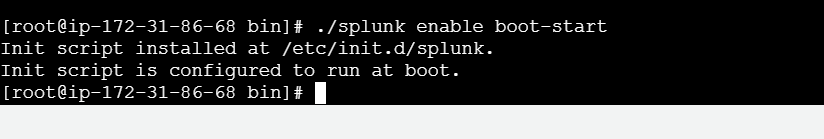 [root@ip-172-31-86-68 bin]# ./splunk enable boot-start
Init script installed at /etc/init.d/splunk.
Init script is configured to run at boot.
[root@ip-172-31-86-68 bin]#